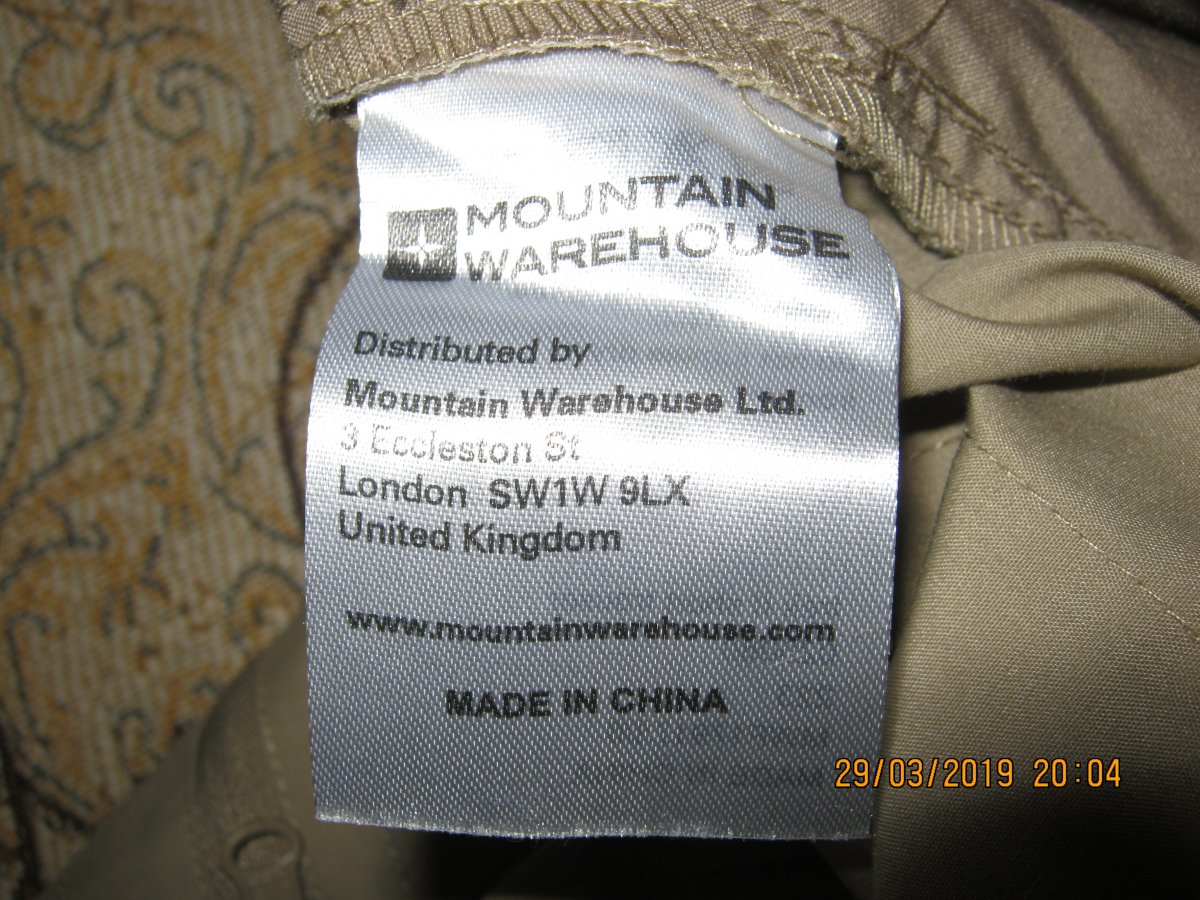 MOUNTAIN
WAREHOUSE
Distributed by
Mountain Warehouse Ltd.
3 Eccleston St
London SW1W 9LX
United Kingdom
www.mountainwarehouse.com
MADE IN CHINA
29/03/2019 20:04